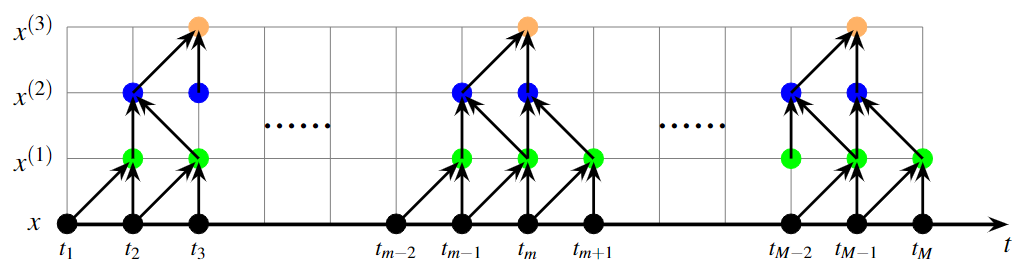 x^{(3)}
x^{(2)}
x^{(1)}
x
t_1 t_2 t_3 t_{m-2} t_{m-1} t_m t_{m+1} t_{M-2} t_{M-1} t_M t